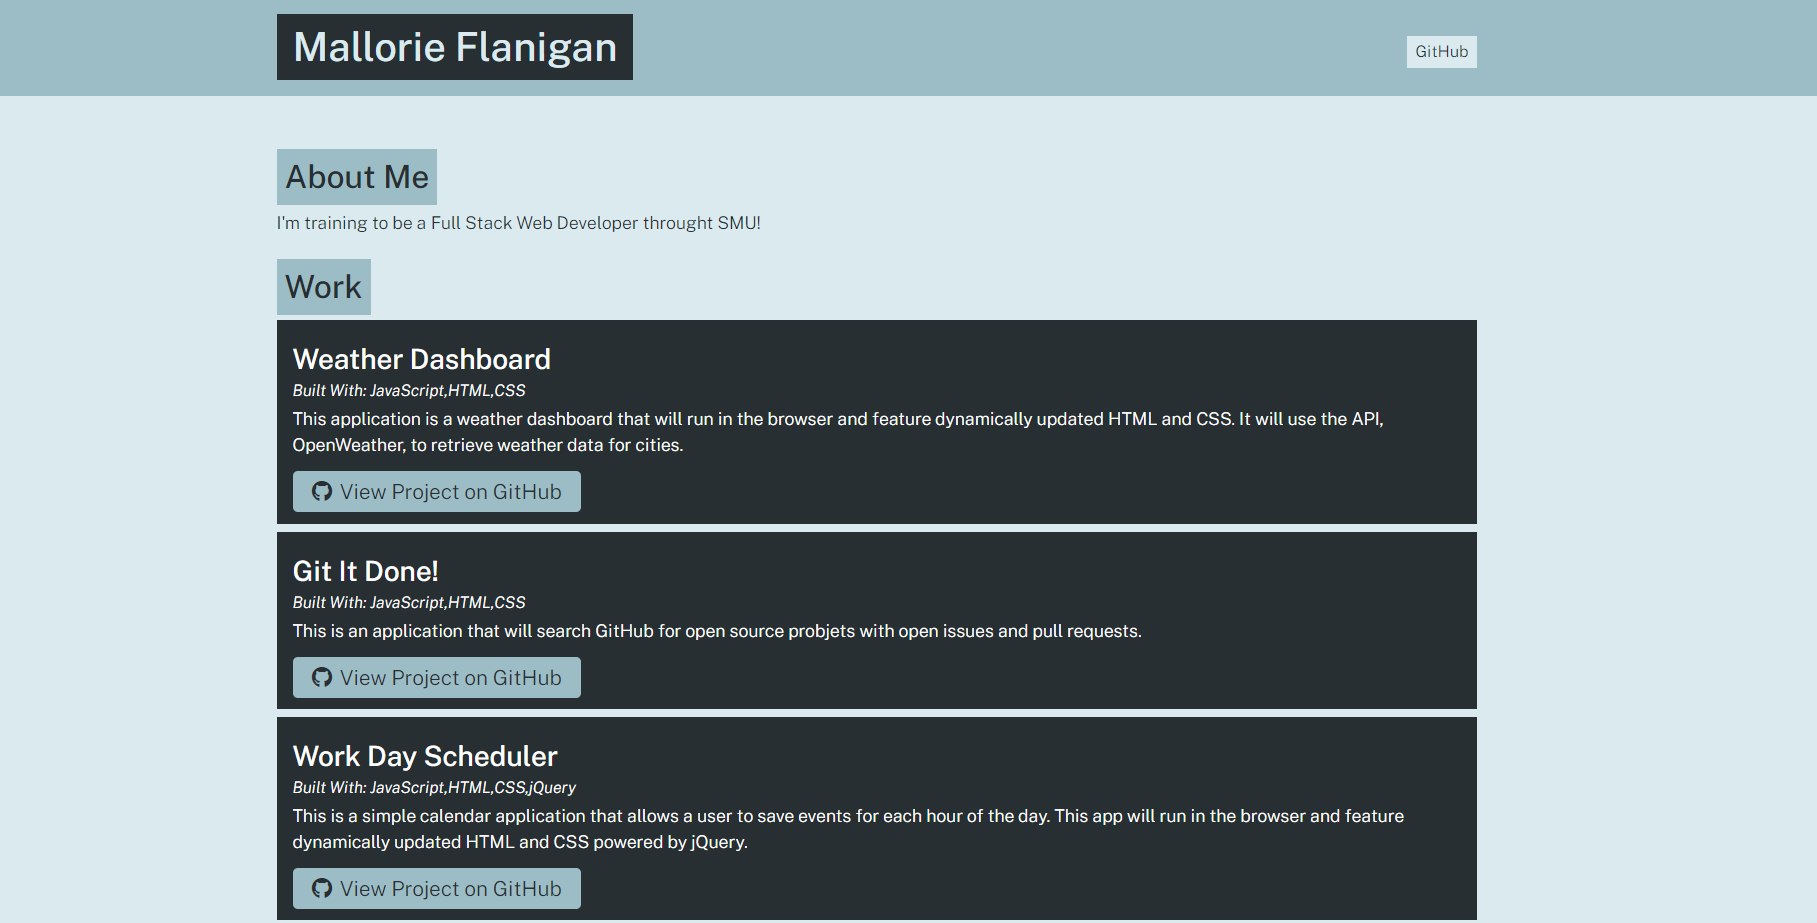 Mallorie Flanigan
GitHub
About Me
I'm training to be a Full Stack Web Developer throught SMU!
Work
Weather Dashboard
Built With: JavaScript,HTML,CSS
This application is a weather dashboard that will run in the browser and feature dynamically updated HTML and CSS. It will use the API,
OpenWeather, to retrieve weather data for cities.
View Project on GitHub
Git It Done!
Built With: JavaScript,HTML,CSS
This is an application that will search GitHub for open source probjets with open issues and pull requests.
View Project on GitHub
Work Day Scheduler
Built With: JavaScript,HTML,CSS,jQuery
This is a simple calendar application that allows a user to save events for each hour of the day. This app will run in the browser and feature
dynamically updated HTML and CSS powered by jQuery.
View Project on GitHub